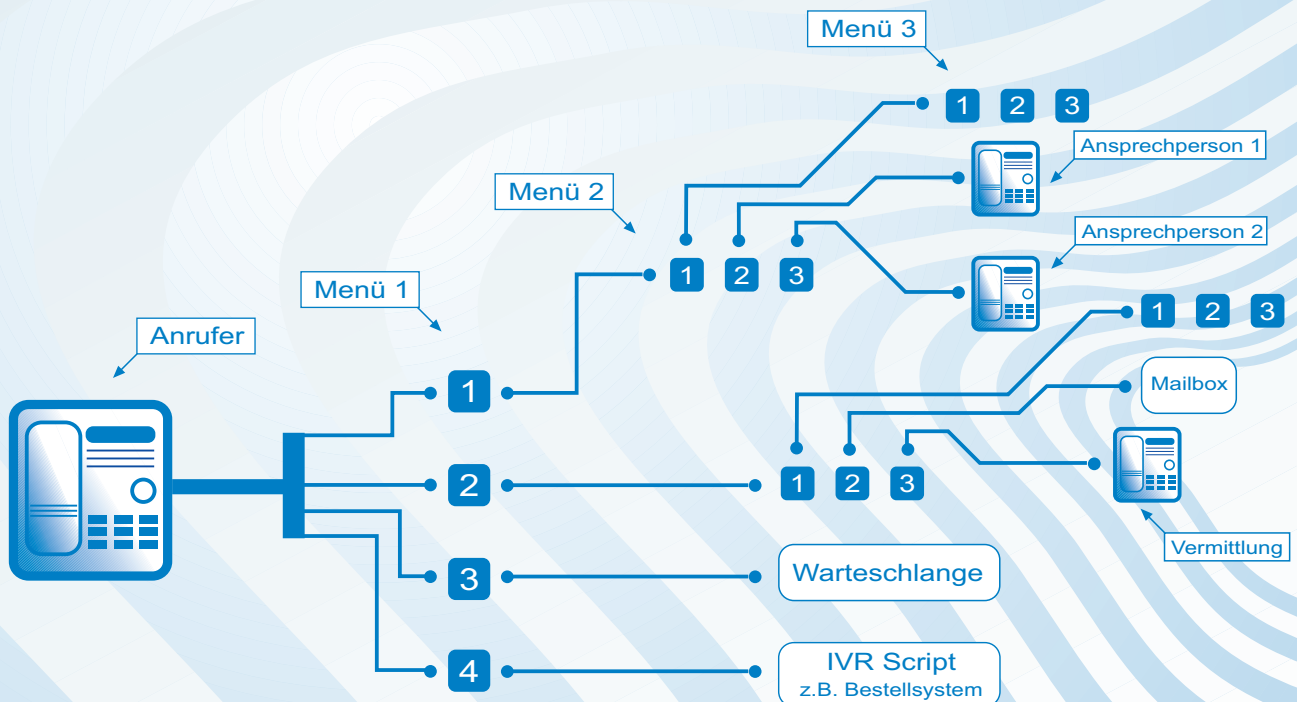 Menü 3
1 2 3
Ansprechperson 1
Menü 2
Ansprechperson 2
1 2 3
Menü 1
1 2 3
Anrufer
1
Mailbox
2
1 2 3
Vermittlung
3
Warteschlange
4
IVR Script
z.B. Bestellsystem